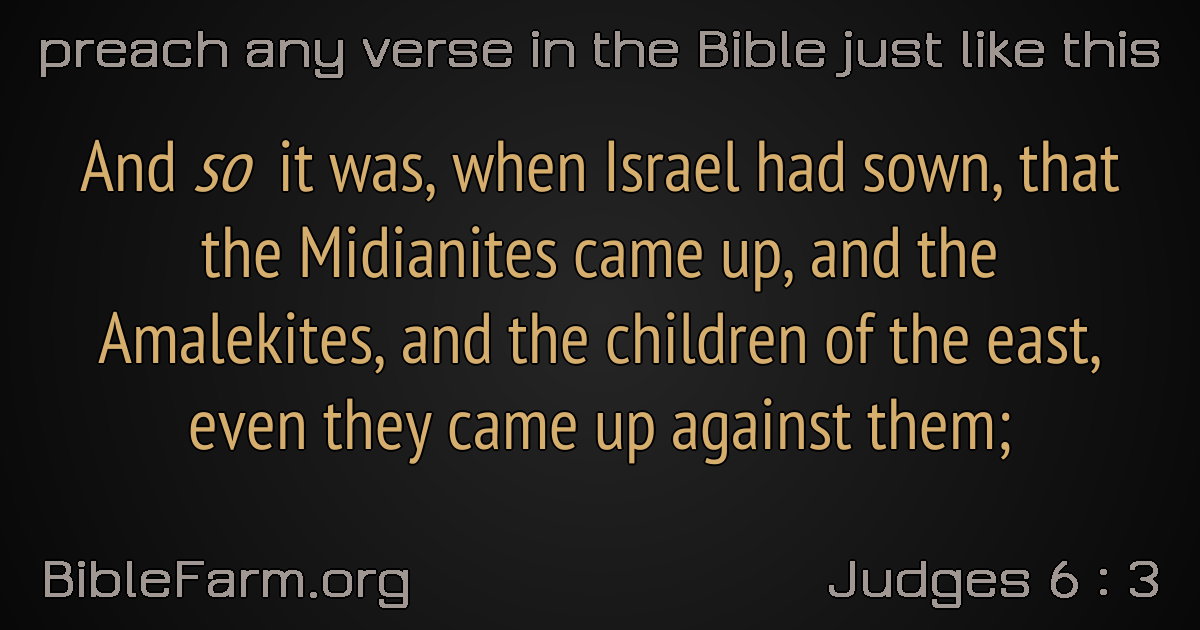 preach any verse in the Bible just like this
And so it was, when Israel had sown, that
the Midianites came up, and the
Amalekites, and the children of the east,
even they came up against them;
BibleFarm.org
Judges 6 : 3